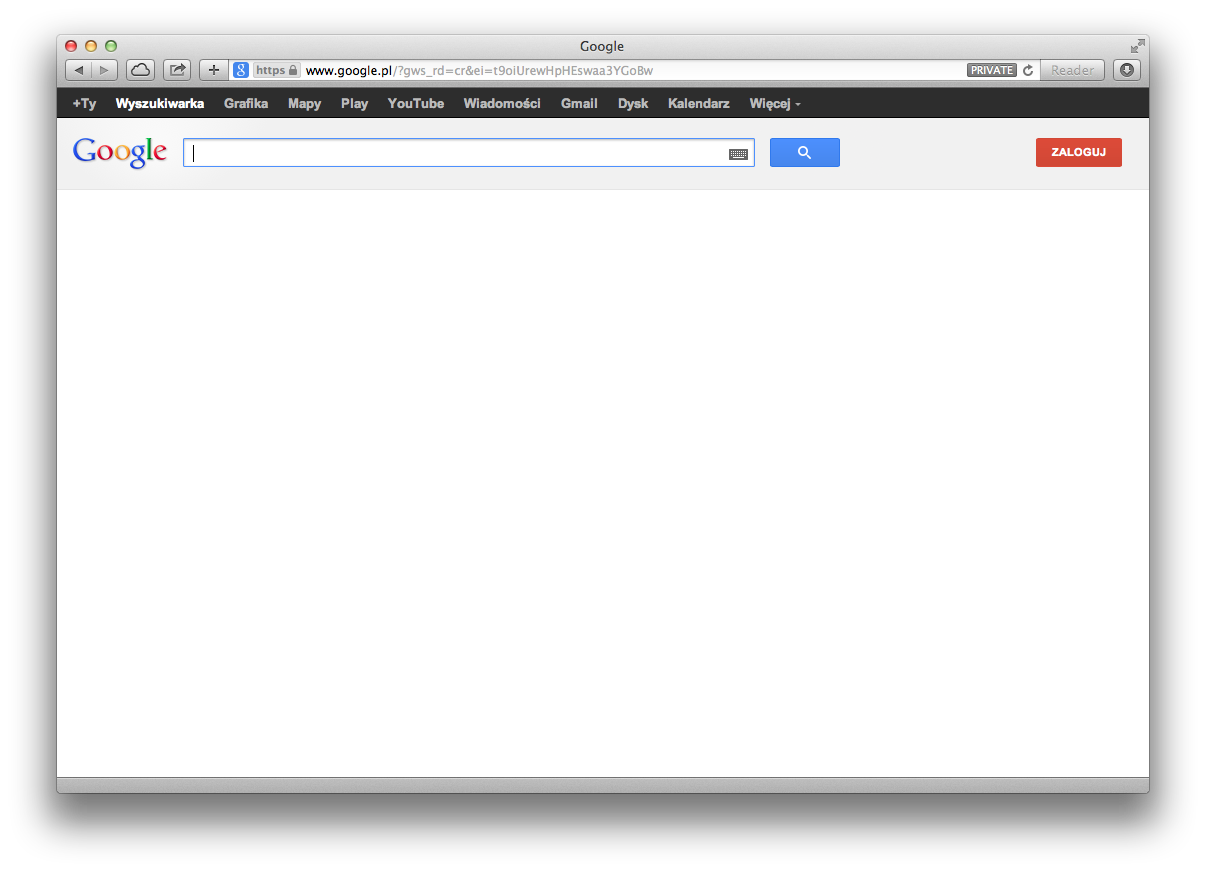 Google
g https www.google.pl/?gws_rd=cr&ei=t9oiUrewHpHEswaa3YGoBw PRIVATE Reader
+Ty Wyszukiwarka Grafika Mapy Play YouTube Wiadomości Gmail Dysk Kalendarz Więcej
Google ZALOGUJ